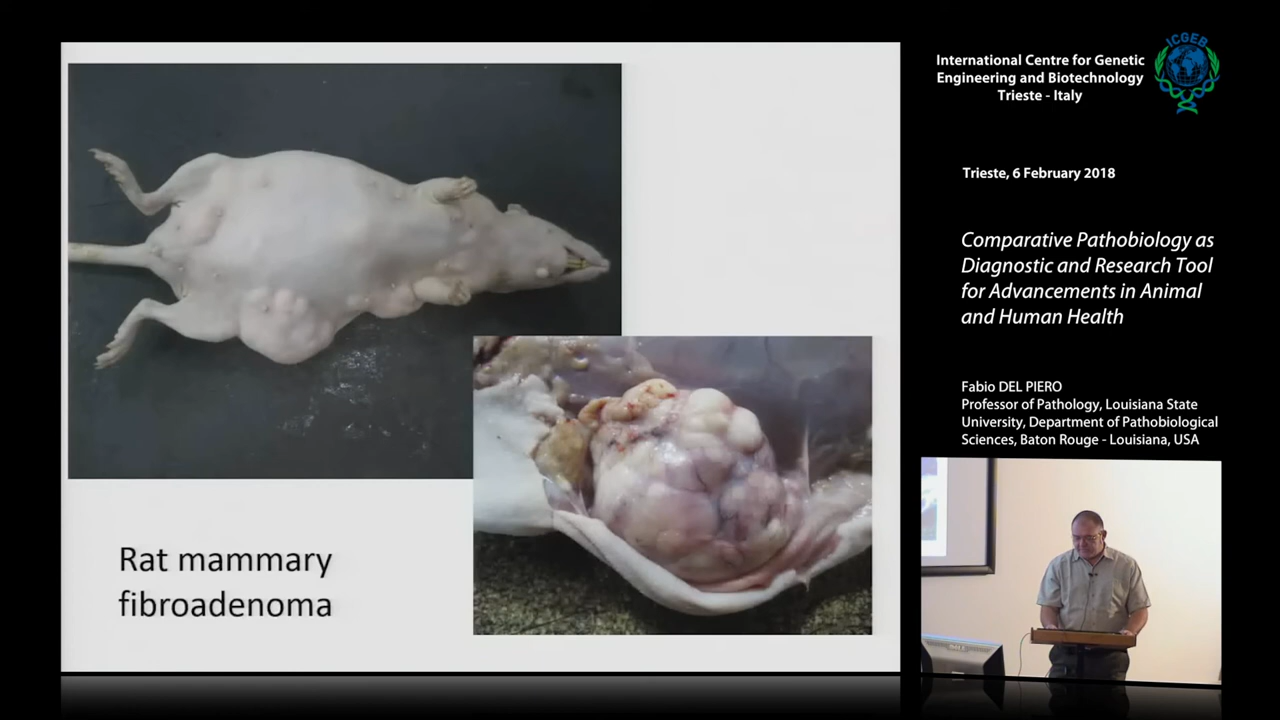 International Centre for Genetic
Engineering and Biotechnology
Trieste - Italy
ICGEB
Trieste, 6 February 2018
Comparative Pathobiology as
Diagnostic and Research Tool
for Advancements in Animal
and Human Health
Fabio DEL PIERO
Professor of Pathology, Louisiana State
University, Department of Pathobiological
Sciences, Baton Rouge - Louisiana, USA
Rat mammary
fibroadenoma
DELL